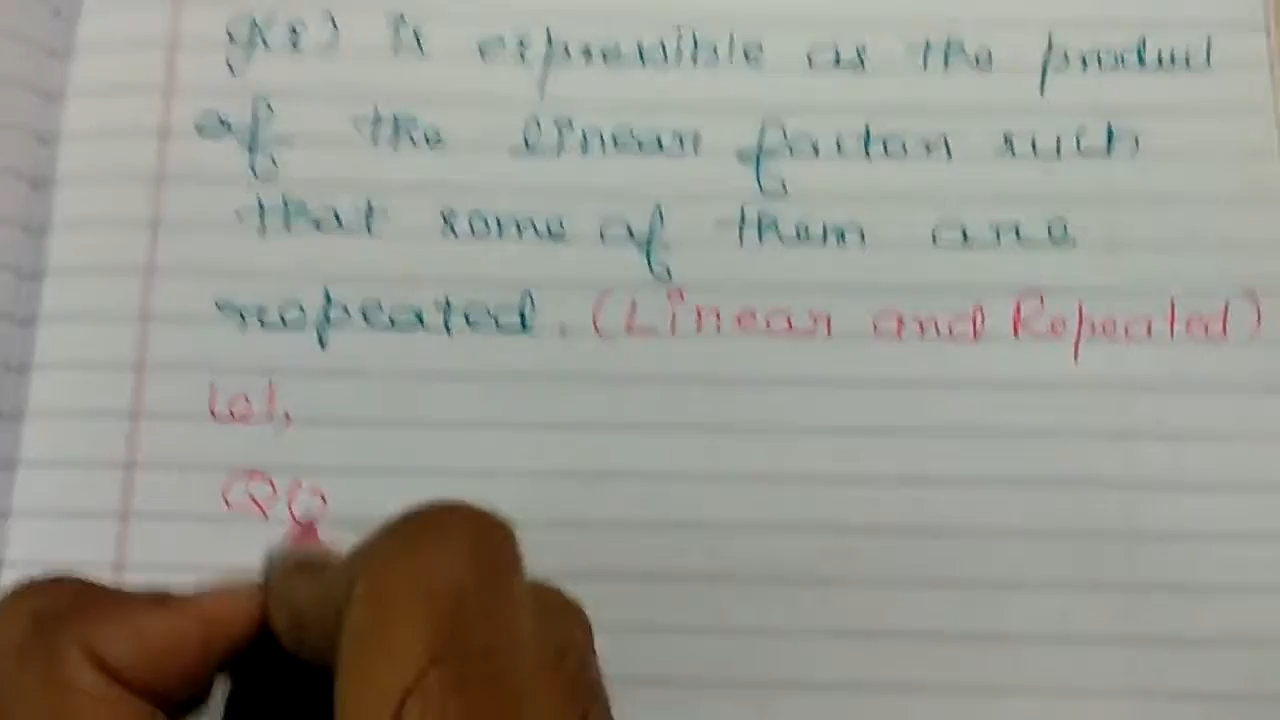 g(x) is expressible as the product
of the linear factors such
that some of them are
repeated. (Linear and Repeated)
Let,